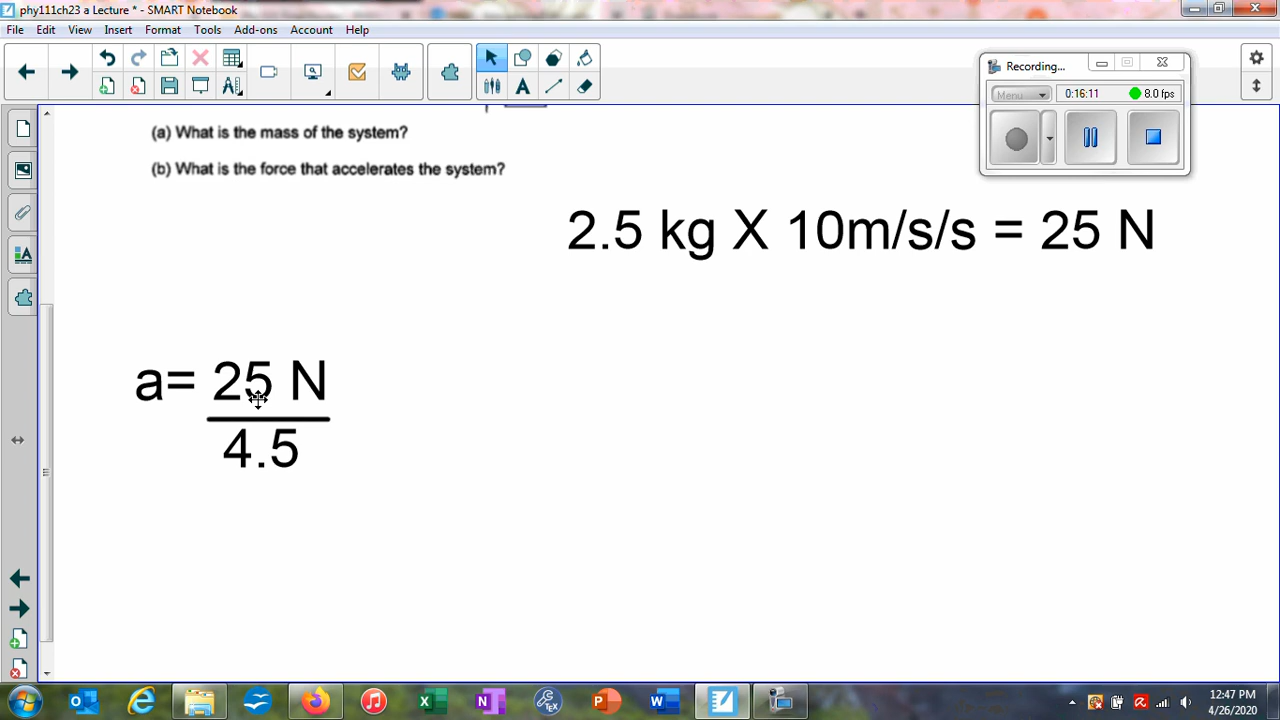 phy111ch23 a Lecture * - SMART Notebook
File Edit View Insert Format Tools Add-ons Account Help
Recording...
Menu 0:16:11 8.0 fps
(a) What is the mass of the system?
(b) What is the force that accelerates the system?
2.5 kg X 10m/s/s = 25 N
a= 25 N
4.5
12:47 PM
4/26/2020